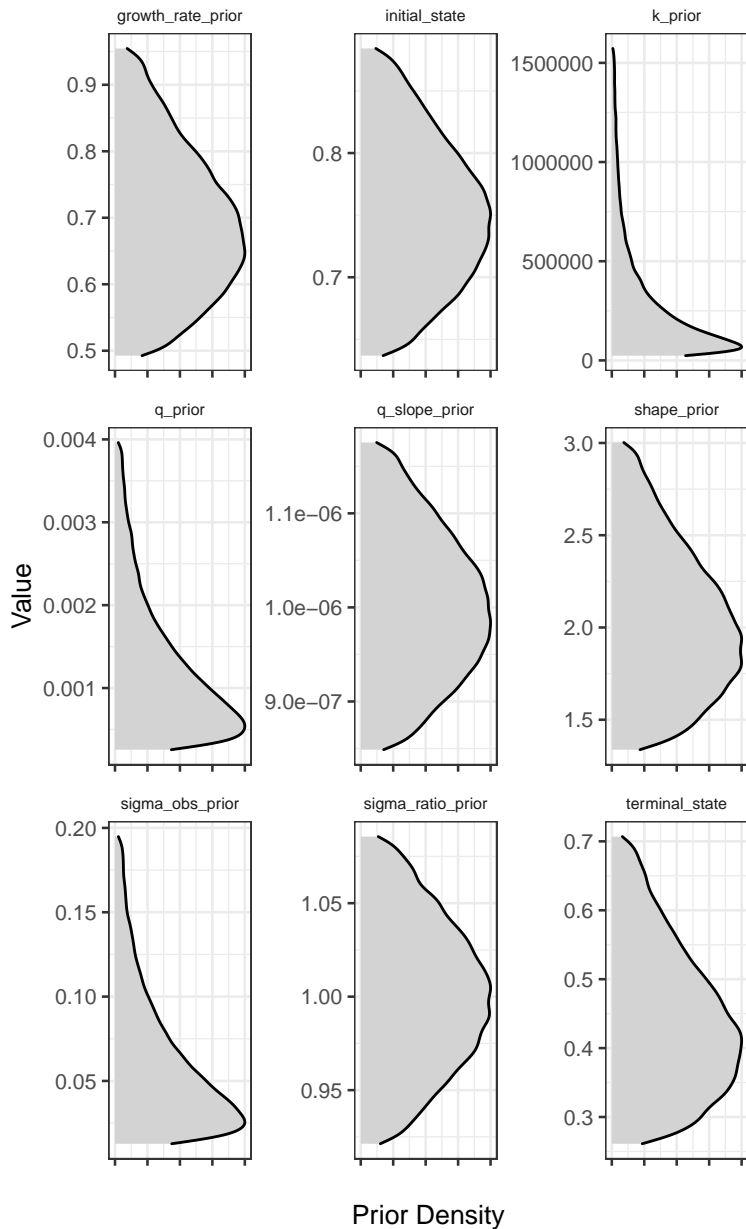 growth_rate_prior
initial_state
k_prior
0.9
0.8
0.7
0.6
0.5
0.8
0.7
1500000
1000000
500000
0
q_prior
q_slope_prior
shape_prior
0.004
0.003
0.002
0.001
1.1e−06
1.0e−06
9.0e−07
3.0
2.5
2.0
1.5
Value
sigma_obs_prior
sigma_ratio_prior
terminal_state
0.20
0.15
0.10
0.05
1.05
1.00
0.95
0.7
0.6
0.5
0.4
0.3
Prior Density